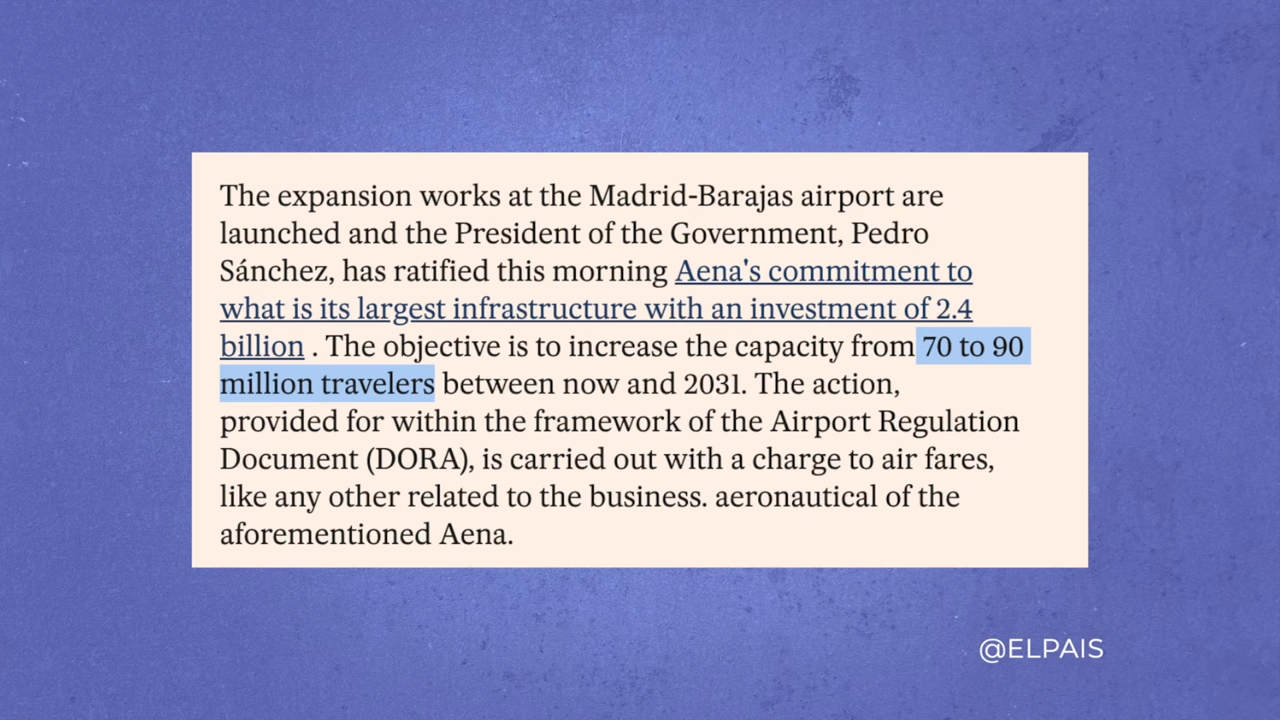 The expansion works at the Madrid-Barajas airport are
launched and the President of the Government, Pedro
Sánchez, has ratified this morning Aena's commitment to
what is its largest infrastructure with an investment of 2.4
billion . The objective is to increase the capacity from 70 to 90
million travelers between now and 2031. The action,
provided for within the framework of the Airport Regulation
Document (DORA), is carried out with a charge to air fares,
like any other related to the business. aeronautical of the
aforementioned Aena.
@ELPAIS